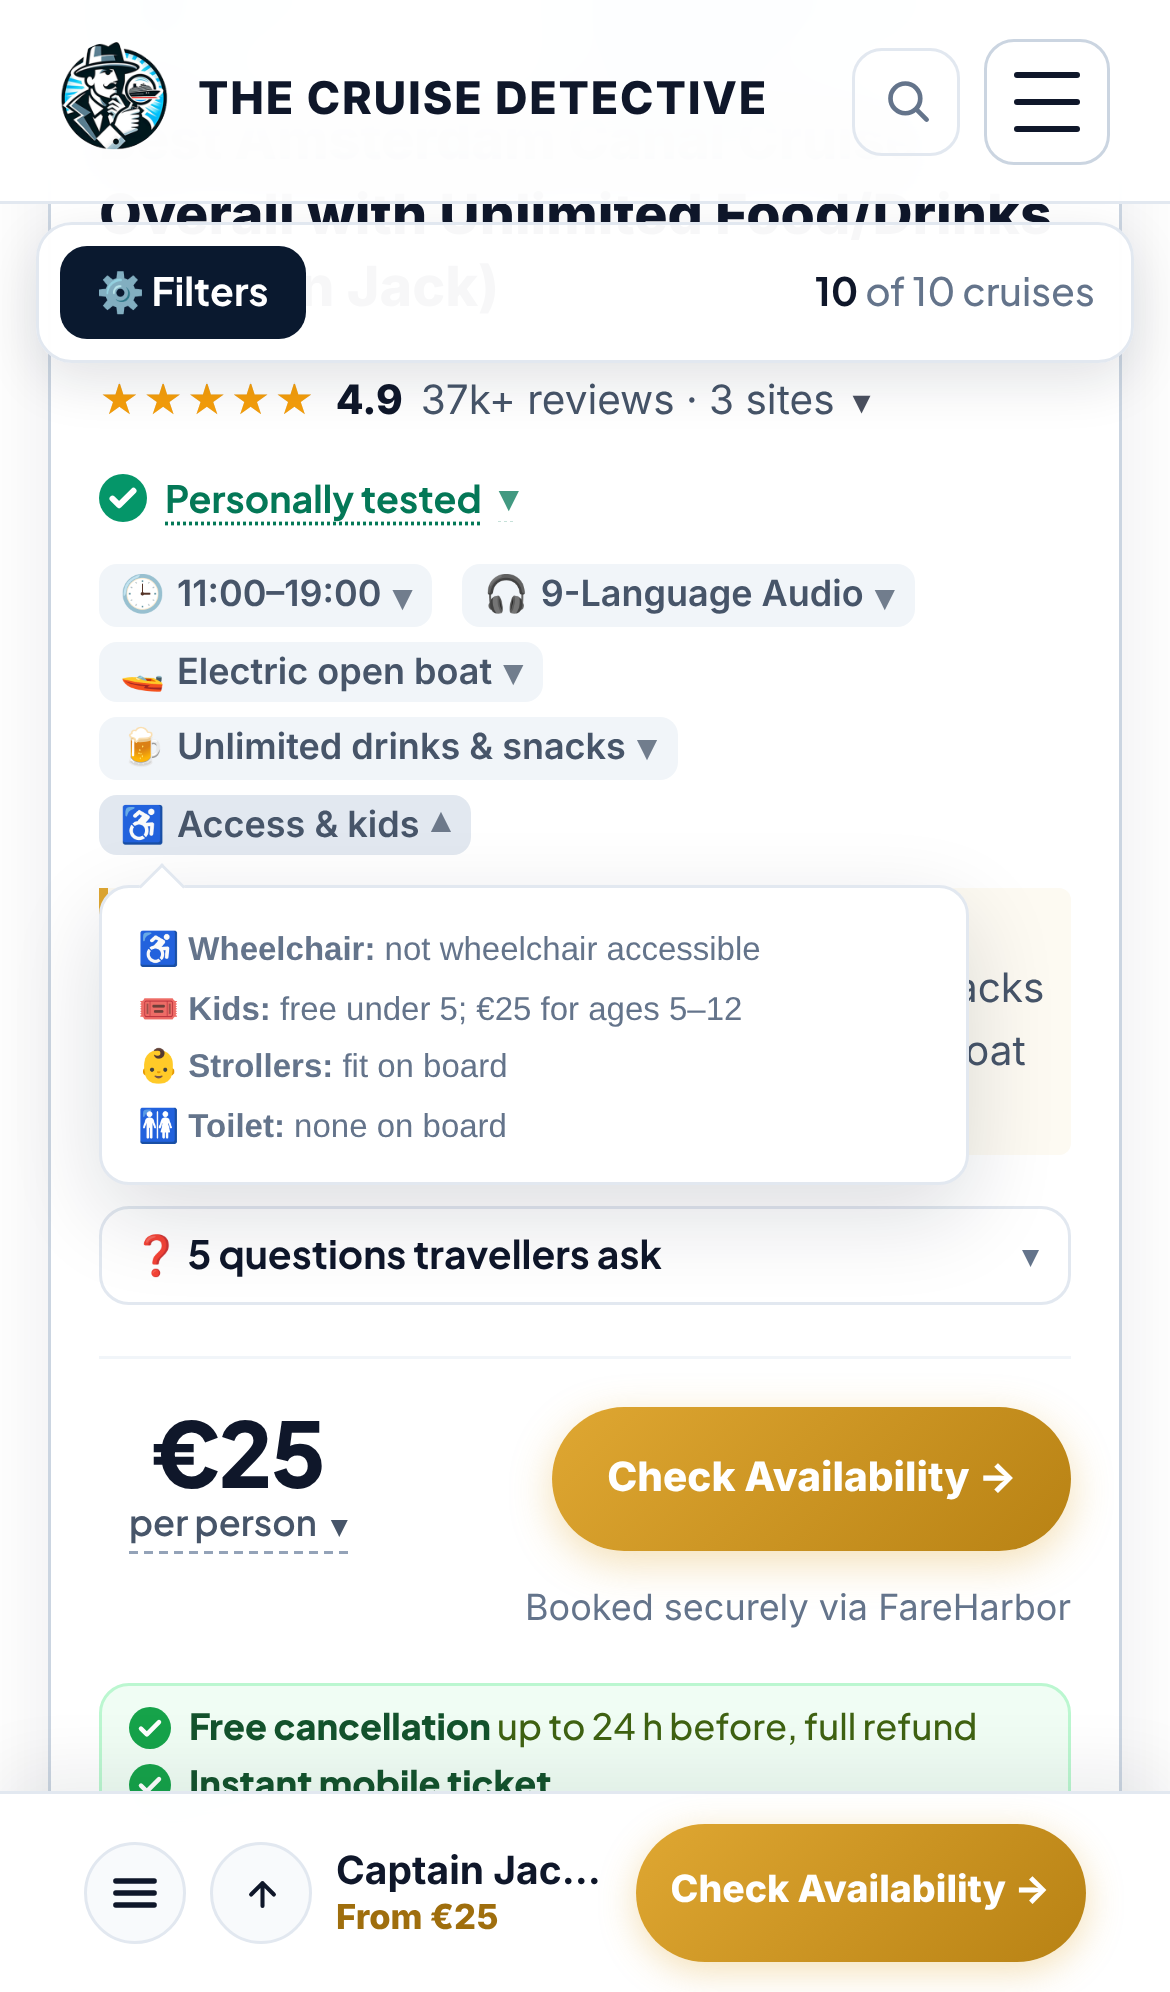 THE CRUISE DETECTIVE
Overall with Unlimited Food/Drinks
n Jack)
⚙️ Filters
10 of 10 cruises
★★★★★ 4.9 37k+ reviews · 3 sites ▼
Personally tested ▼
🕒 11:00–19:00 ▼
🎧 9-Language Audio ▼
🚤 Electric open boat ▼
🍺 Unlimited drinks & snacks ▼
♿ Access & kids ▲
♿ Wheelchair: not wheelchair accessible
🎟️ Kids: free under 5; €25 for ages 5–12
👶 Strollers: fit on board
🚻 Toilet: none on board
acks
oat
❓ 5 questions travellers ask ▼
€25
per person ▼
Check Availability →
Booked securely via FareHarbor
Free cancellation up to 24 h before, full refund
Instant mobile ticket
Captain Jac...
From €25
Check Availability →